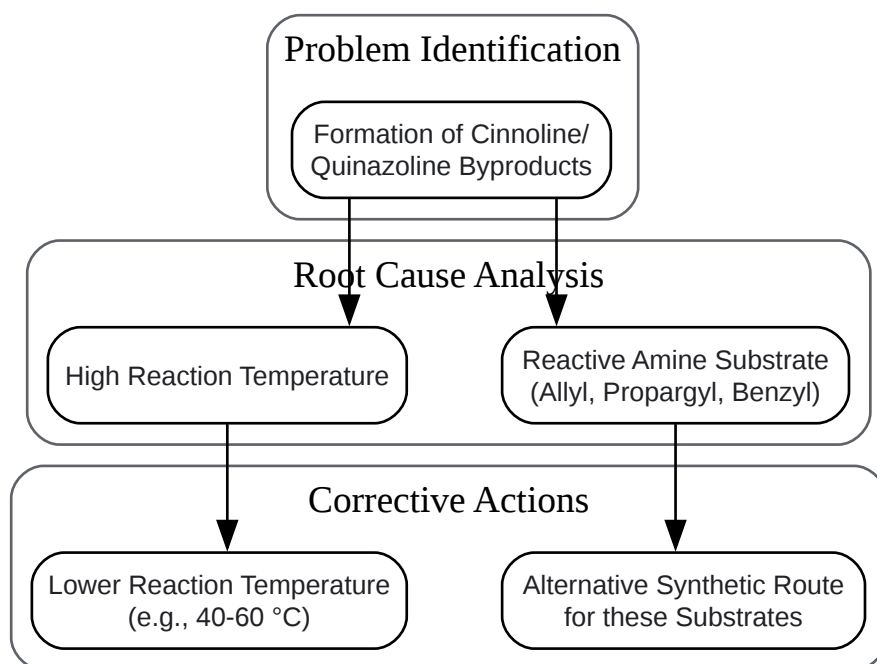 Problem Identification
Formation of Cinnoline/
Quinazoline Byproducts
Root Cause Analysis
High Reaction Temperature
Reactive Amine Substrate
(Allyl, Propargyl, Benzyl)
Corrective Actions
Lower Reaction Temperature
(e.g., 40-60 °C)
Alternative Synthetic Route
for these Substrates